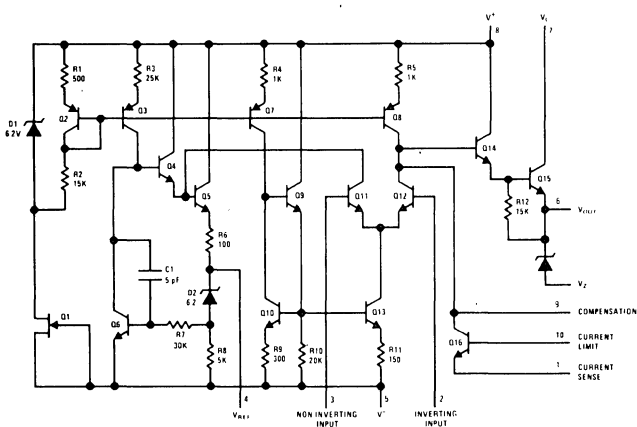 V+
8
VC
7
R1
500
R3
25K
R4
1K
R5
1K
D1
6.2V
Q2
Q3
Q7
Q8
Q4
Q14
Q15
R2
15K
Q5
Q9
Q11
Q12
R12
15K
6
VOUT
R6
100
VZ
C1
5 pF
D2
6.2
9
COMPENSATION
Q1
Q6
R7
30K
Q10
Q13
10
CURRENT
LIMIT
Q16
R8
5K
R9
300
R10
20K
R11
150
1
CURRENT
SENSE
4
VREF
3
NON INVERTING
INPUT
5
V-
2
INVERTING
INPUT